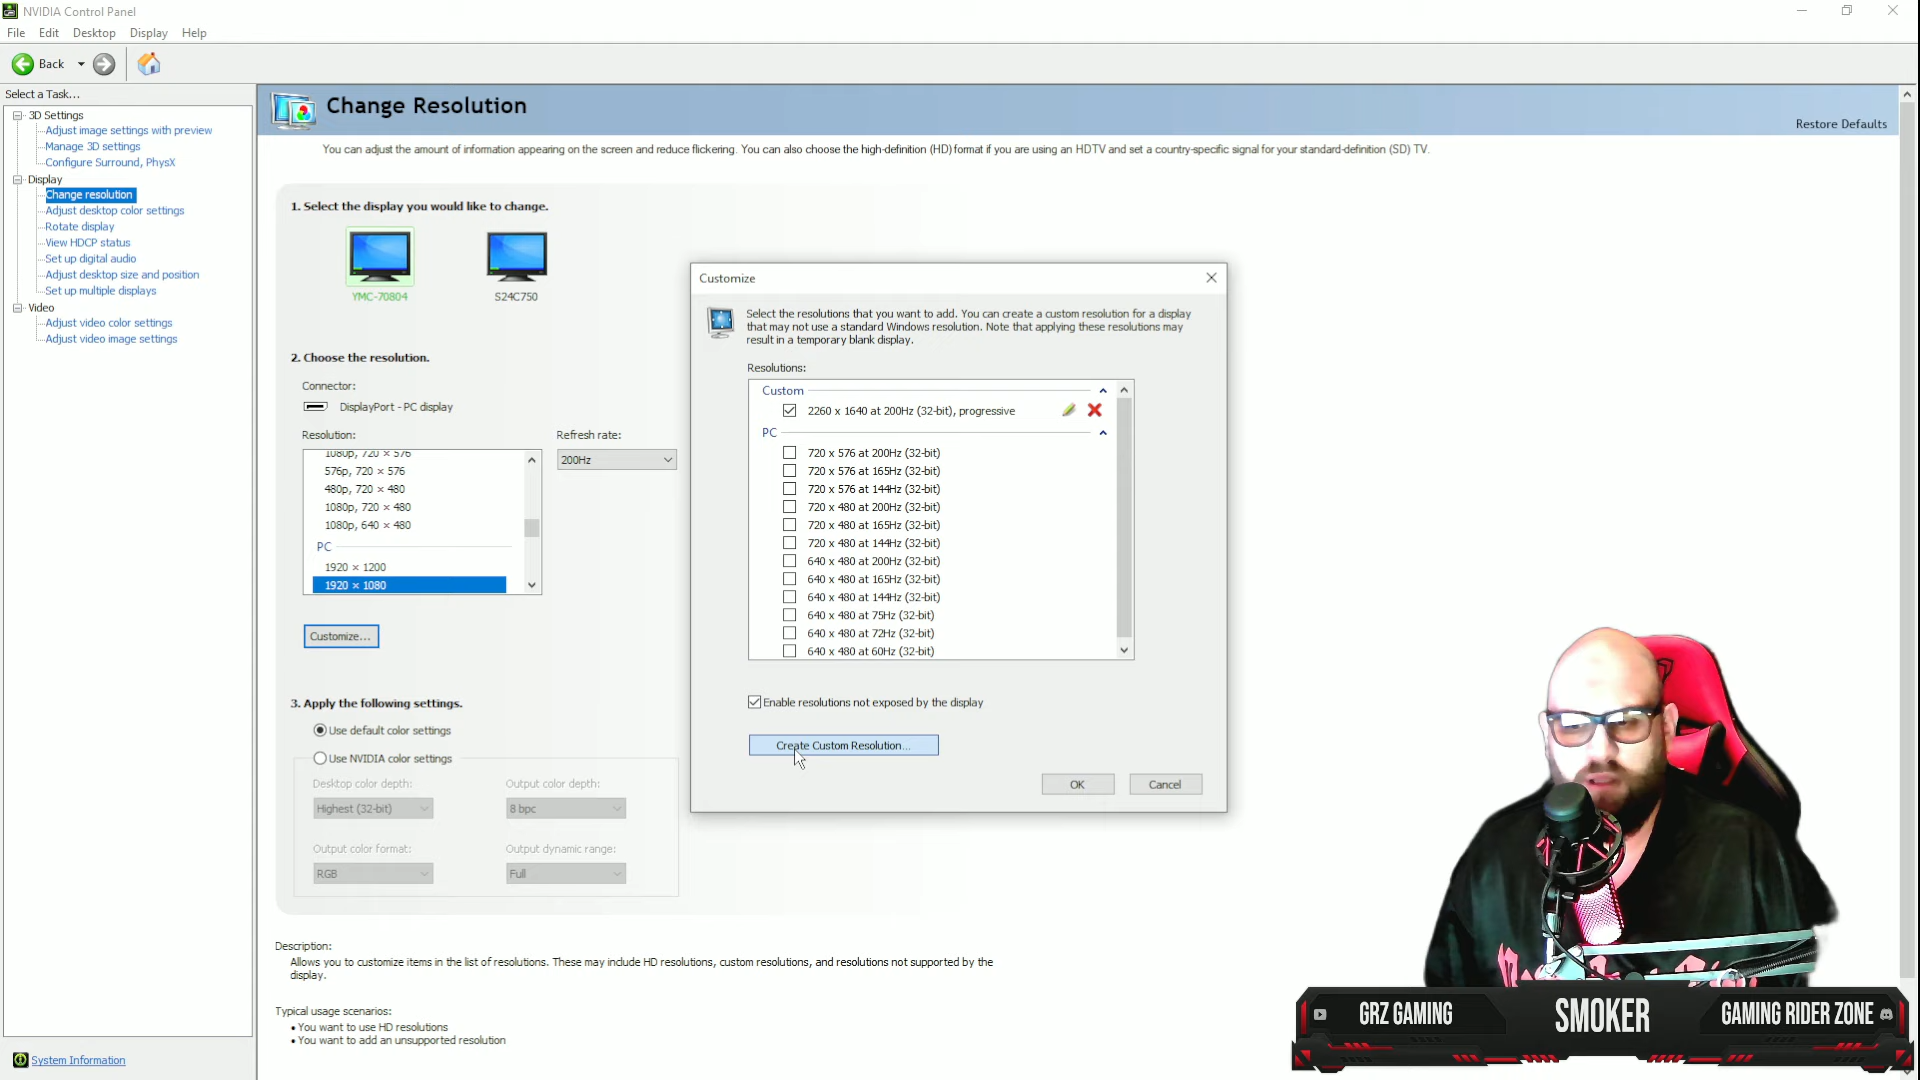 NVIDIA Control Panel
File Edit Desktop Display Help
Back
Select a Task...
3D Settings
Adjust image settings with preview
Manage 3D settings
Configure Surround, PhysX
Display
Change resolution
Adjust desktop color settings
Rotate display
View HDCP status
Set up digital audio
Adjust desktop size and position
Set up multiple displays
Video
Adjust video color settings
Adjust video image settings
System Information
Change Resolution
Restore Defaults
You can adjust the amount of information appearing on the screen and reduce flickering. You can also choose the high-definition (HD) format if you are using an HDTV and set a country-specific signal for your standard-definition (SD) TV.
1. Select the display you would like to change.
YMC-70804
S24C750
2. Choose the resolution.
Connector:
DisplayPort - PC display
Resolution:
Refresh rate:
1080p, 720 × 576
200Hz
576p, 720 × 576
480p, 720 × 480
1080p, 720 × 480
1080p, 640 × 480
PC
1920 × 1200
1920 × 1080
Customize...
3. Apply the following settings.
Use default color settings
Use NVIDIA color settings
Desktop color depth:
Output color depth:
Highest (32-bit)
8 bpc
Output color format:
Output dynamic range:
RGB
Full
Description:
Allows you to customize items in the list of resolutions. These may include HD resolutions, custom resolutions, and resolutions not supported by the
display.
Typical usage scenarios:
• You want to use HD resolutions
• You want to add an unsupported resolution
Customize
Select the resolutions that you want to add. You can create a custom resolution for a display
that may not use a standard Windows resolution. Note that applying these resolutions may
result in a temporary blank display.
Resolutions:
Custom
2260 x 1640 at 200Hz (32-bit), progressive
PC
720 x 576 at 200Hz (32-bit)
720 x 576 at 165Hz (32-bit)
720 x 576 at 144Hz (32-bit)
720 x 480 at 200Hz (32-bit)
720 x 480 at 165Hz (32-bit)
720 x 480 at 144Hz (32-bit)
640 x 480 at 200Hz (32-bit)
640 x 480 at 165Hz (32-bit)
640 x 480 at 144Hz (32-bit)
640 x 480 at 75Hz (32-bit)
640 x 480 at 72Hz (32-bit)
640 x 480 at 60Hz (32-bit)
Enable resolutions not exposed by the display
Create Custom Resolution...
OK
Cancel
GRZ GAMING
SMOKER
GAMING RIDER ZONE